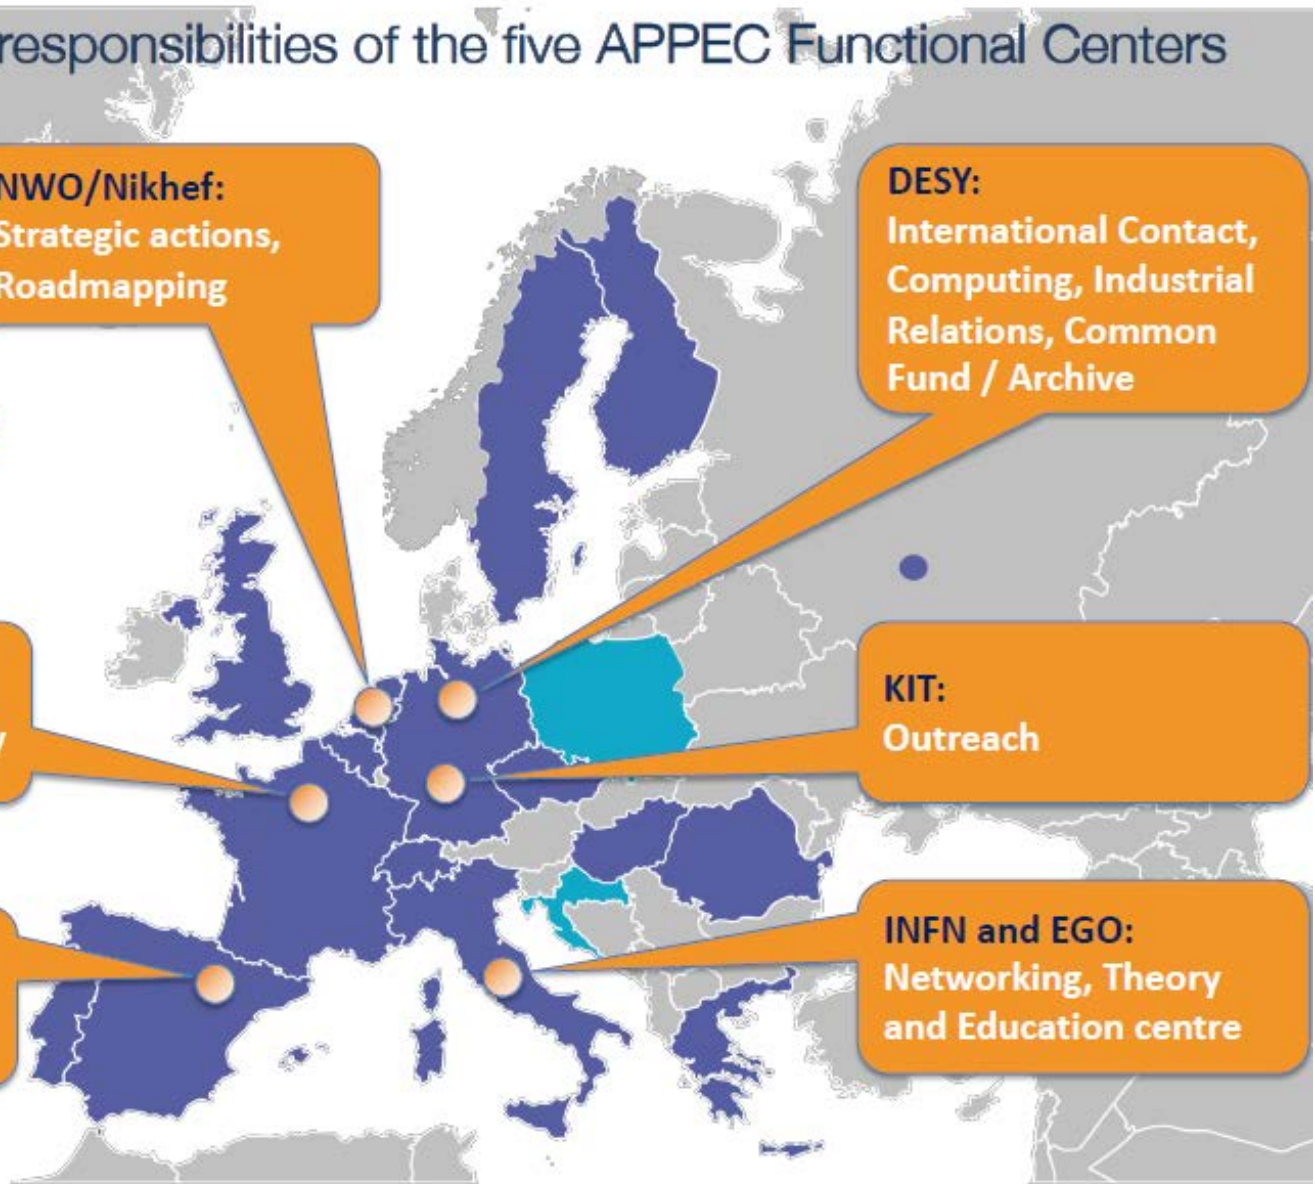 responsibilities of the five APPEC Functional Centers
NWO/Nikhef:
Strategic actions,
Roadmapping
DESY:
International Contact,
Computing, Industrial
Relations, Common
Fund / Archive
KIT:
Outreach
INFN and EGO:
Networking, Theory
and Education centre